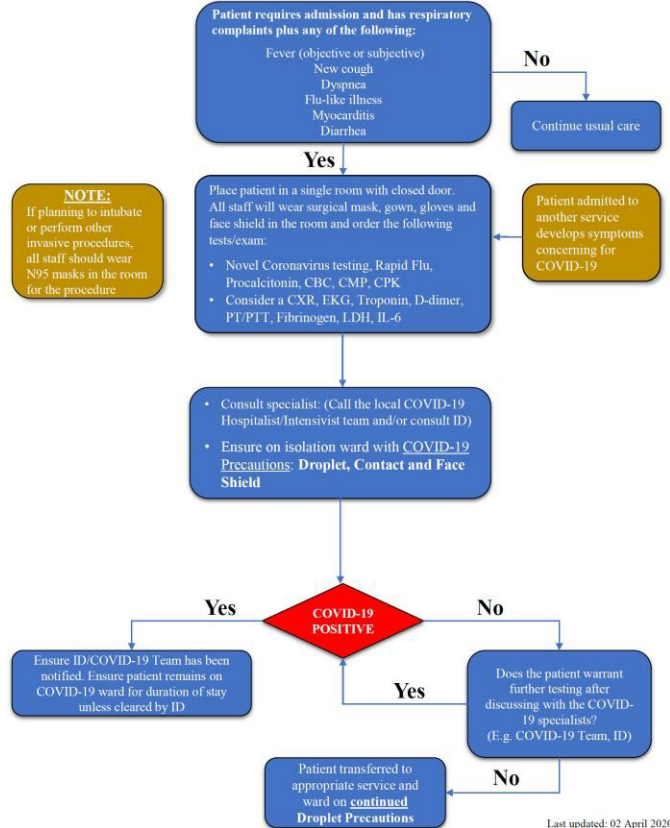 Patient requires admission and has respiratory
complaints plus any of the following:
Fever (objective or subjective)
New cough
Dyspnea
Flu-like illness
Myocarditis
Diarrhea
No
Continue usual care
Yes
NOTE:
If planning to intubate
or perform other
invasive procedures,
all staff should wear
N95 masks in the room
for the procedure
Place patient in a single room with closed door.
All staff will wear surgical mask, gown, gloves and
face shield in the room and order the following
tests/exam:
• Novel Coronavirus testing, Rapid Flu,
Procalcitonin, CBC, CMP, CPK
• Consider a CXR, EKG, Troponin, D-dimer,
PT/PTT, Fibrinogen, LDH, IL-6
Patient admitted to
another service
develops symptoms
concerning for
COVID-19
• Consult specialist: (Call the local COVID-19
Hospitalist/Intensivist team and/or consult ID)
• Ensure on isolation ward with COVID-19
Precautions: Droplet, Contact and Face
Shield
Yes
COVID-19
POSITIVE
No
Ensure ID/COVID-19 Team has been
notified. Ensure patient remains on
COVID-19 ward for duration of stay
unless cleared by ID
Yes
Does the patient warrant
further testing after
discussing with the COVID-
19 specialists?
(E.g. COVID-19 Team, ID)
No
Patient transferred to
appropriate service and
ward on continued
Droplet Precautions
Last updated: 02 April 2020